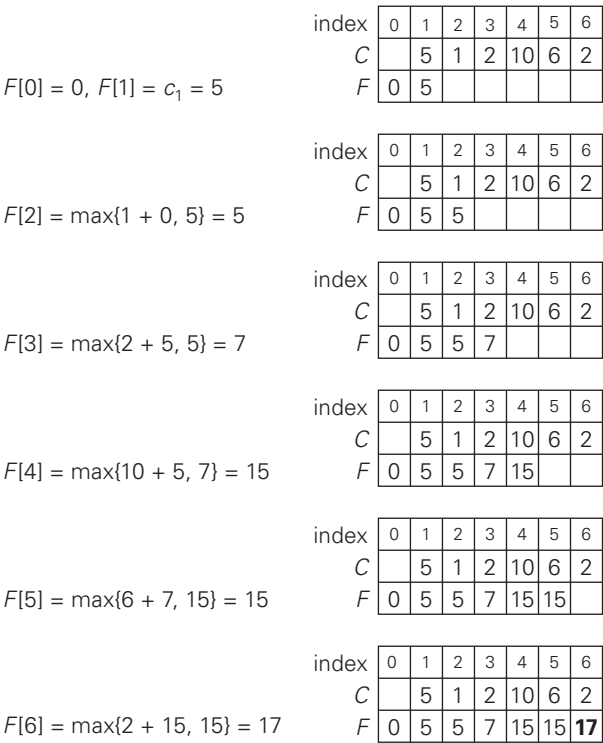 index 0 1 2 3 4 5 6
C 5 1 2 10 6 2
F[0] = 0, F[1] = c₁ = 5 F 0 5
index 0 1 2 3 4 5 6
C 5 1 2 10 6 2
F[2] = max{1 + 0, 5} = 5 F 0 5 5
index 0 1 2 3 4 5 6
C 5 1 2 10 6 2
F[3] = max{2 + 5, 5} = 7 F 0 5 5 7
index 0 1 2 3 4 5 6
C 5 1 2 10 6 2
F[4] = max{10 + 5, 7} = 15 F 0 5 5 7 15
index 0 1 2 3 4 5 6
C 5 1 2 10 6 2
F[5] = max{6 + 7, 15} = 15 F 0 5 5 7 15 15
index 0 1 2 3 4 5 6
C 5 1 2 10 6 2
F[6] = max{2 + 15, 15} = 17 F 0 5 5 7 15 15 17